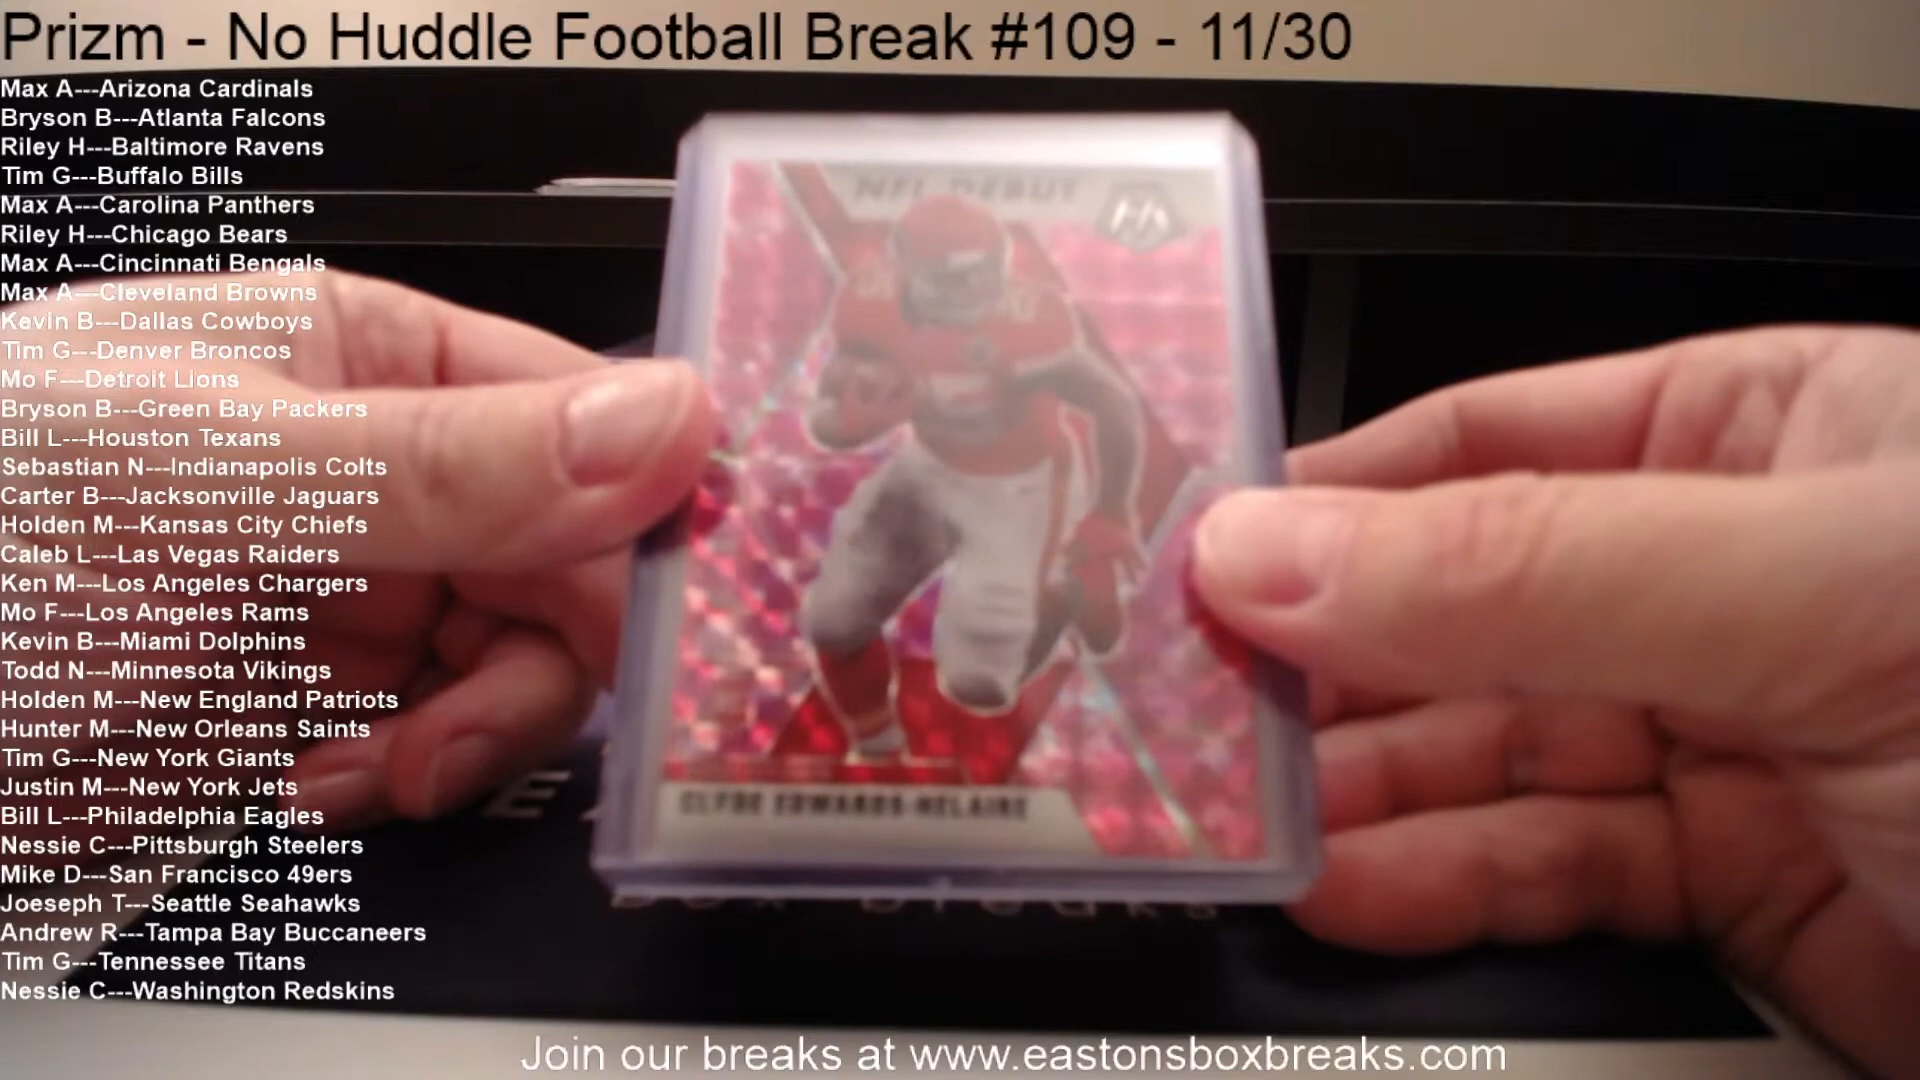 Prizm - No Huddle Football Break #109 - 11/30
Max A---Arizona Cardinals
Bryson B---Atlanta Falcons
Riley H---Baltimore Ravens
Tim G---Buffalo Bills
Max A---Carolina Panthers
Riley H---Chicago Bears
Max A---Cincinnati Bengals
Max A---Cleveland Browns
Kevin B---Dallas Cowboys
Tim G---Denver Broncos
Mo F---Detroit Lions
Bryson B---Green Bay Packers
Bill L---Houston Texans
Sebastian N---Indianapolis Colts
Carter B---Jacksonville Jaguars
Holden M---Kansas City Chiefs
Caleb L---Las Vegas Raiders
Ken M---Los Angeles Chargers
Mo F---Los Angeles Rams
Kevin B---Miami Dolphins
Todd N---Minnesota Vikings
Holden M---New England Patriots
Hunter M---New Orleans Saints
Tim G---New York Giants
Justin M---New York Jets
Bill L---Philadelphia Eagles
Nessie C---Pittsburgh Steelers
Mike D---San Francisco 49ers
Joeseph T---Seattle Seahawks
Andrew R---Tampa Bay Buccaneers
Tim G---Tennessee Titans
Nessie C---Washington Redskins
NFL DEBUT
CLYDE EDWARDS-HELAIRE
Join our breaks at www.eastonsboxbreaks.com